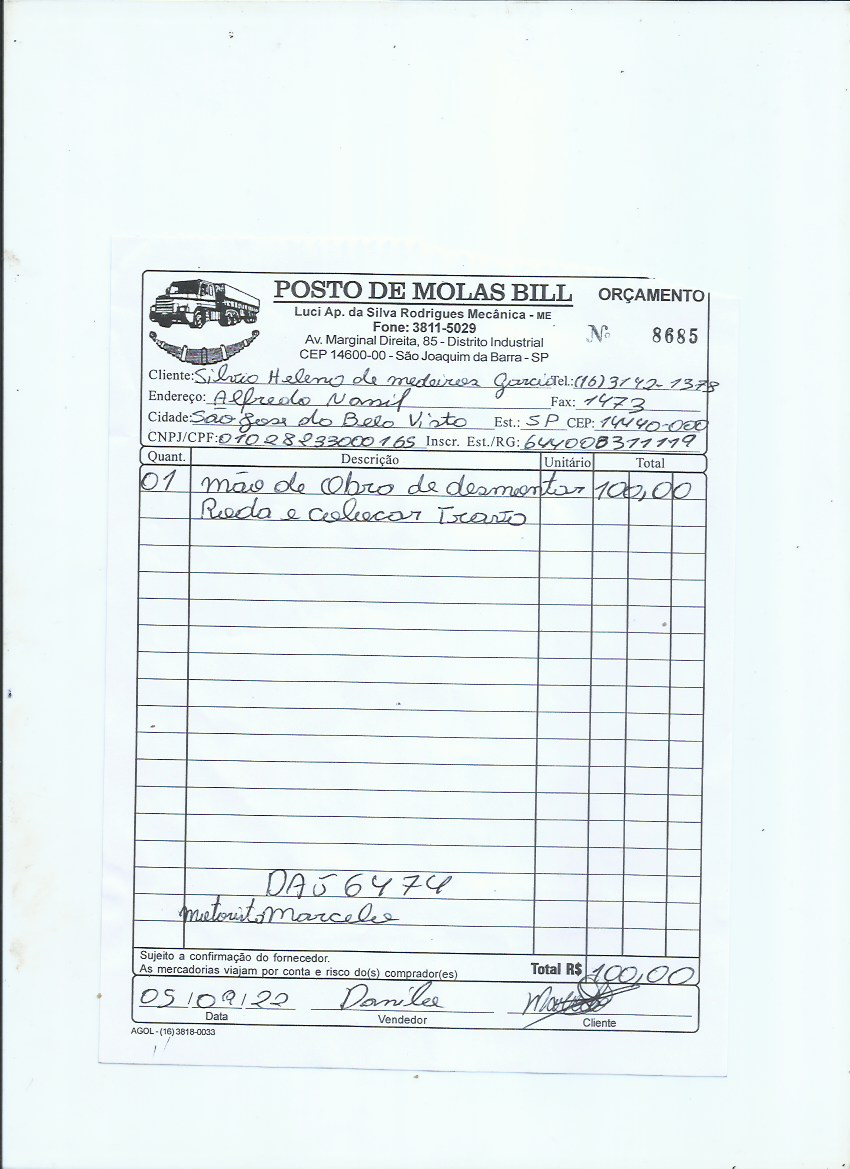 POSTO DE MOLAS BILL ORÇAMENTO
Luci Ap. da Silva Rodrigues Mecânica - ME
Fone: 3811-5029
Nº 8685
Av. Marginal Direita, 85 - Distrito Industrial
CEP 14600-00 - São Joaquim da Barra - SP
Cliente: Silvio Heleno de medeiros Garcia Tel.: (16) 3142-1378
Endereço: Alfredo Nassif Fax: 1473
Cidade: São Jose do Belo Visto Est.: SP CEP: 14440-000
CNPJ/CPF: 01028233000165 Inscr. Est./RG: 644008311119
Quant. Descrição Unitário Total
01 mão de Obra de desmontar 100,00
Roda e colocar
DAJ 6474
Motorista Marcelo
Sujeito a confirmação do fornecedor.
As mercadorias viajam por conta e risco do(s) comprador(es) Total R$ 100,00
05/09/22 Danilo
Data Vendedor Cliente
AGOL - (16) 3818-0033